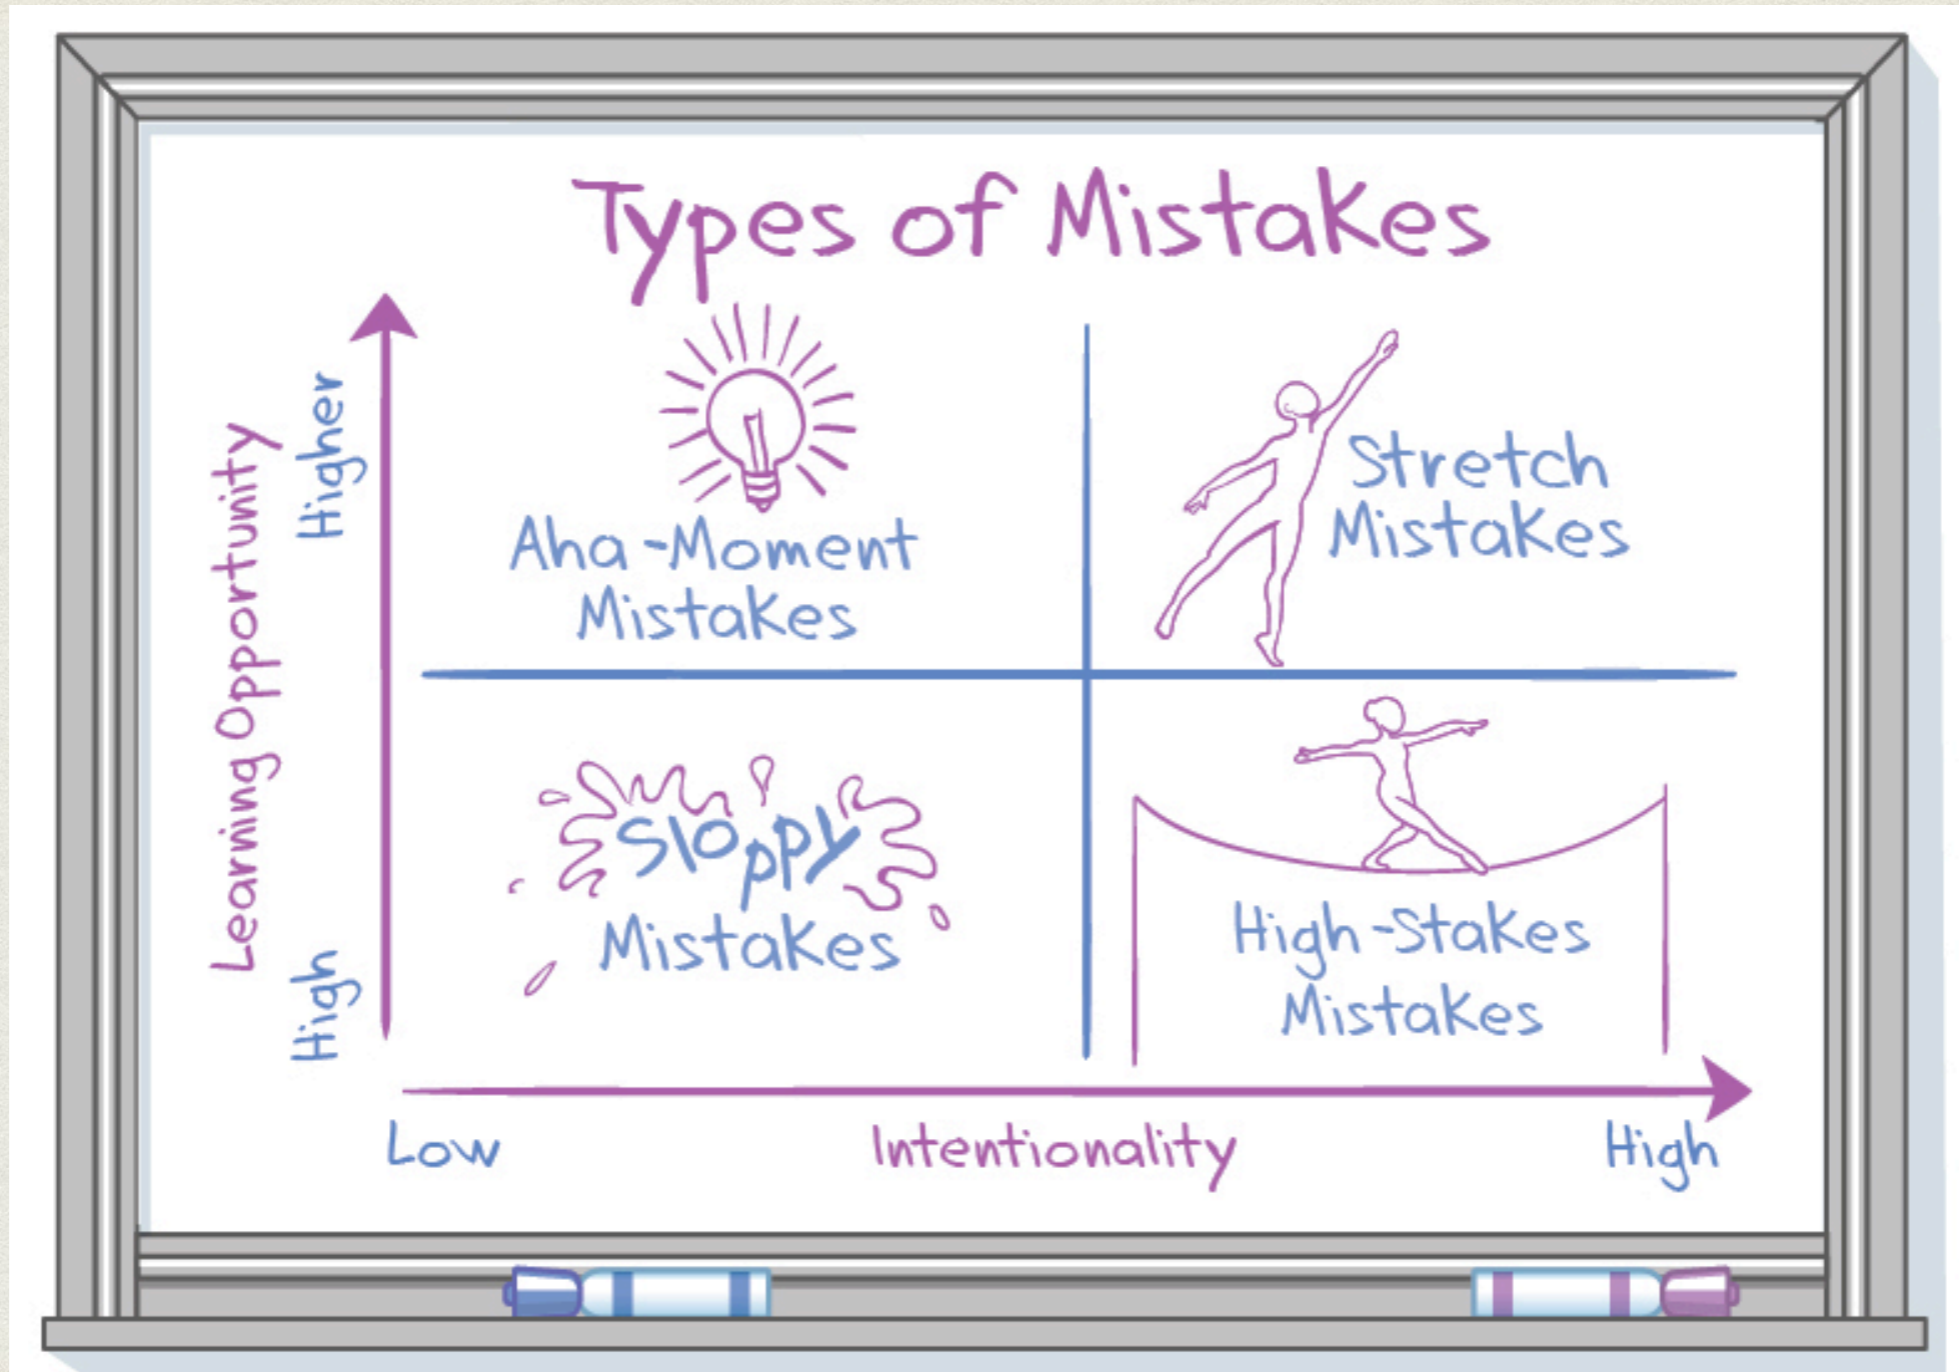 Types of Mistakes
Learning Opportunity
Higher
High
Aha-Moment
Mistakes
Stretch
Mistakes
Sloppy
Mistakes
High-Stakes
Mistakes
Low
Intentionality
High